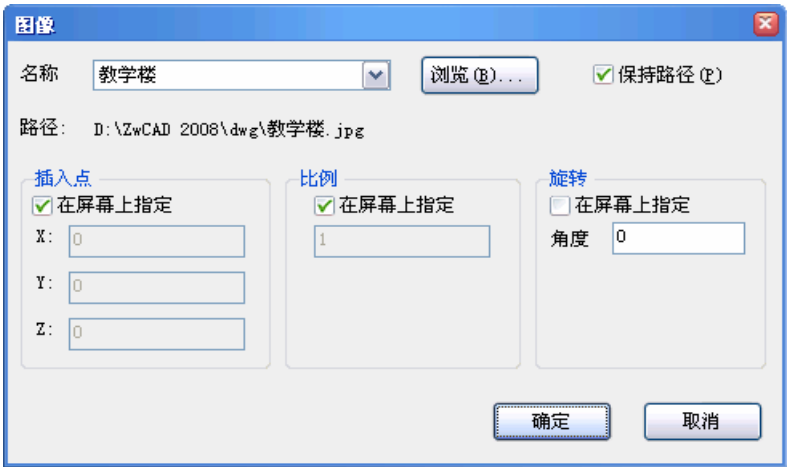 图像
名称 教学楼 浏览(B)... 保持路径(P)
路径: D:\ZwCAD 2008\dwg\教学楼.jpg
插入点 比例 旋转
在屏幕上指定 在屏幕上指定 在屏幕上指定
X: 0 1 角度 0
Y: 0
Z: 0
确定 取消